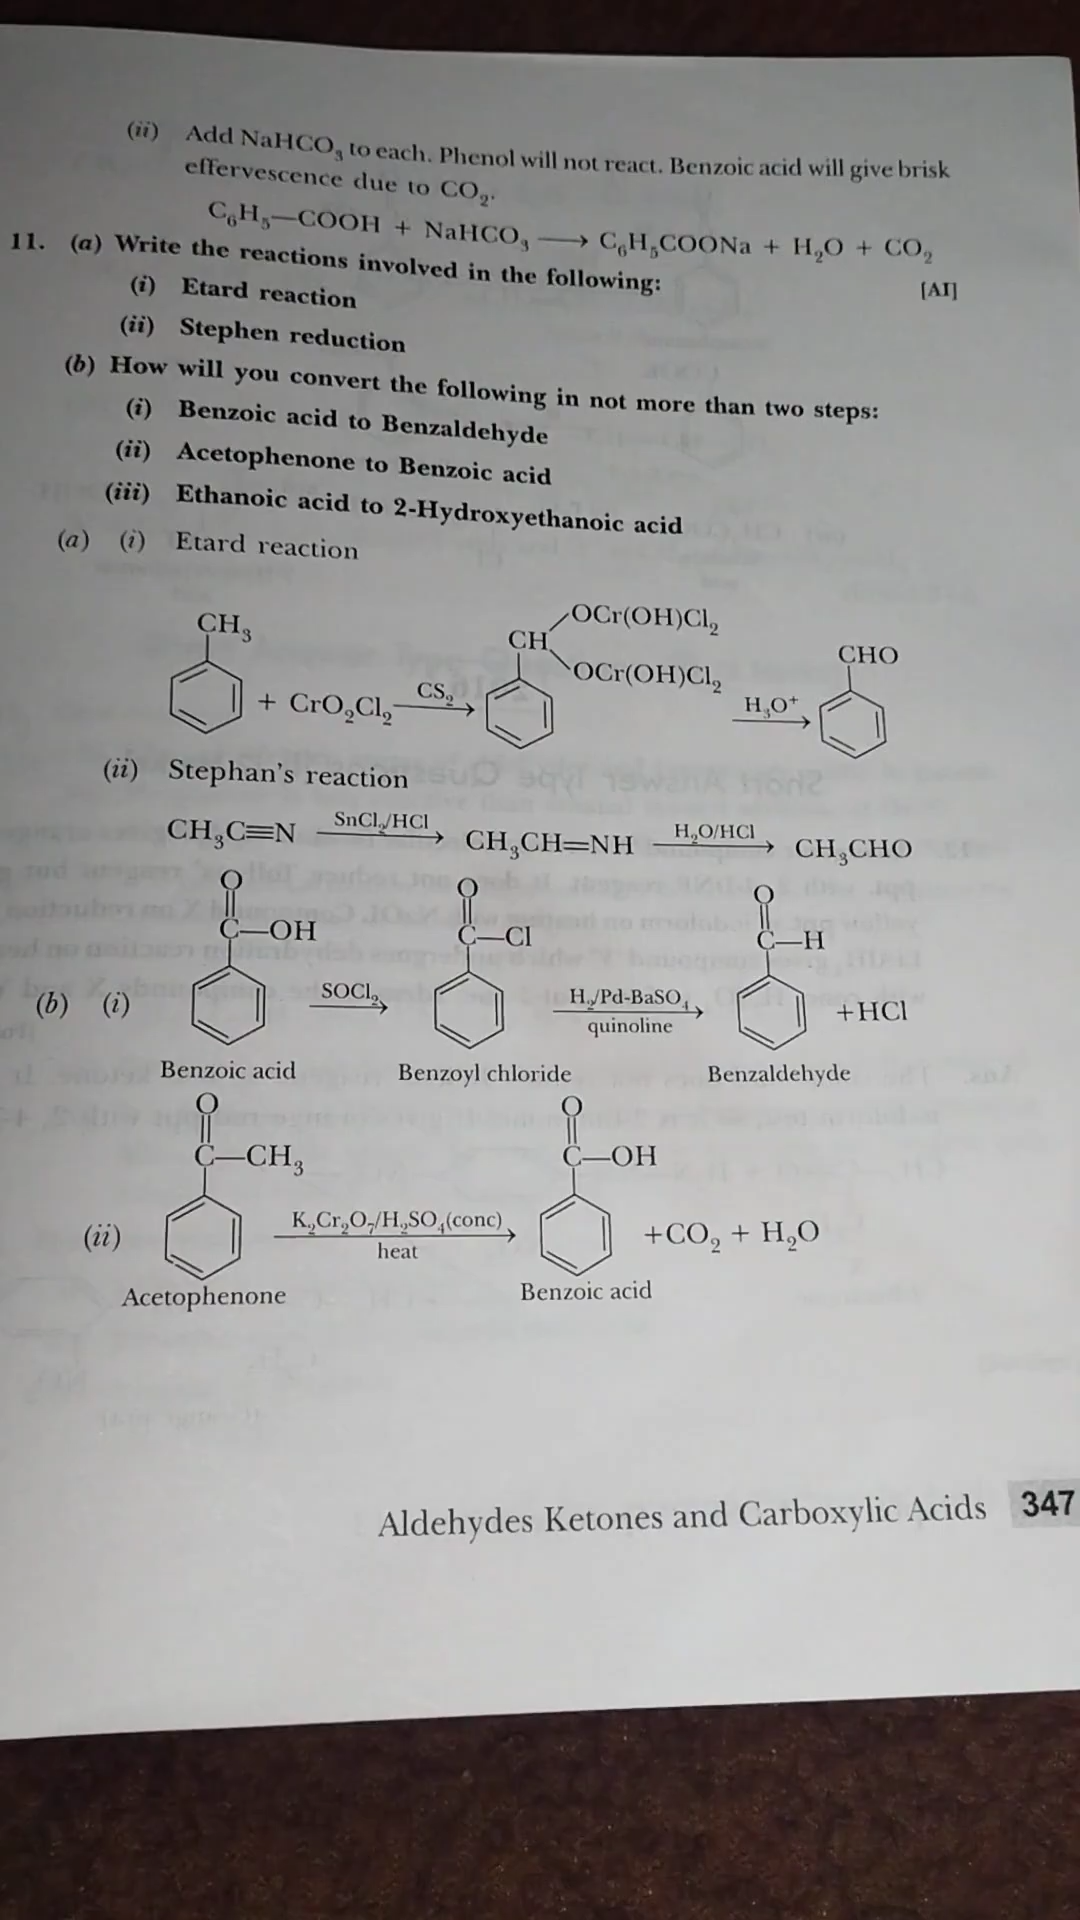 (ii) Add NaHCO₃ to each. Phenol will not react. Benzoic acid will give brisk
effervescence due to CO₂.
C₆H₅—COOH + NaHCO₃ ⟶ C₆H₅COONa + H₂O + CO₂
11. (a) Write the reactions involved in the following: [AI]
(i) Etard reaction
(ii) Stephen reduction
(b) How will you convert the following in not more than two steps:
(i) Benzoic acid to Benzaldehyde
(ii) Acetophenone to Benzoic acid
(iii) Ethanoic acid to 2-Hydroxyethanoic acid
(a) (i) Etard reaction
CH₃ CH OCr(OH)Cl₂ CHO
OCr(OH)Cl₂
+ CrO₂Cl₂ CS₂ H₃O⁺
(ii) Stephan's reaction
CH₃C≡N SnCl₂/HCl CH₃CH=NH H₂O/HCl CH₃CHO
O O O
C—OH C—Cl C—H
(b) (i) SOCl₂ H₂/Pd-BaSO₄ +HCl
quinoline
Benzoic acid Benzoyl chloride Benzaldehyde
O O
C—CH₃ C—OH
(ii) K₂Cr₂O₇/H₂SO₄(conc) +CO₂ + H₂O
heat
Acetophenone Benzoic acid
Aldehydes Ketones and Carboxylic Acids 347